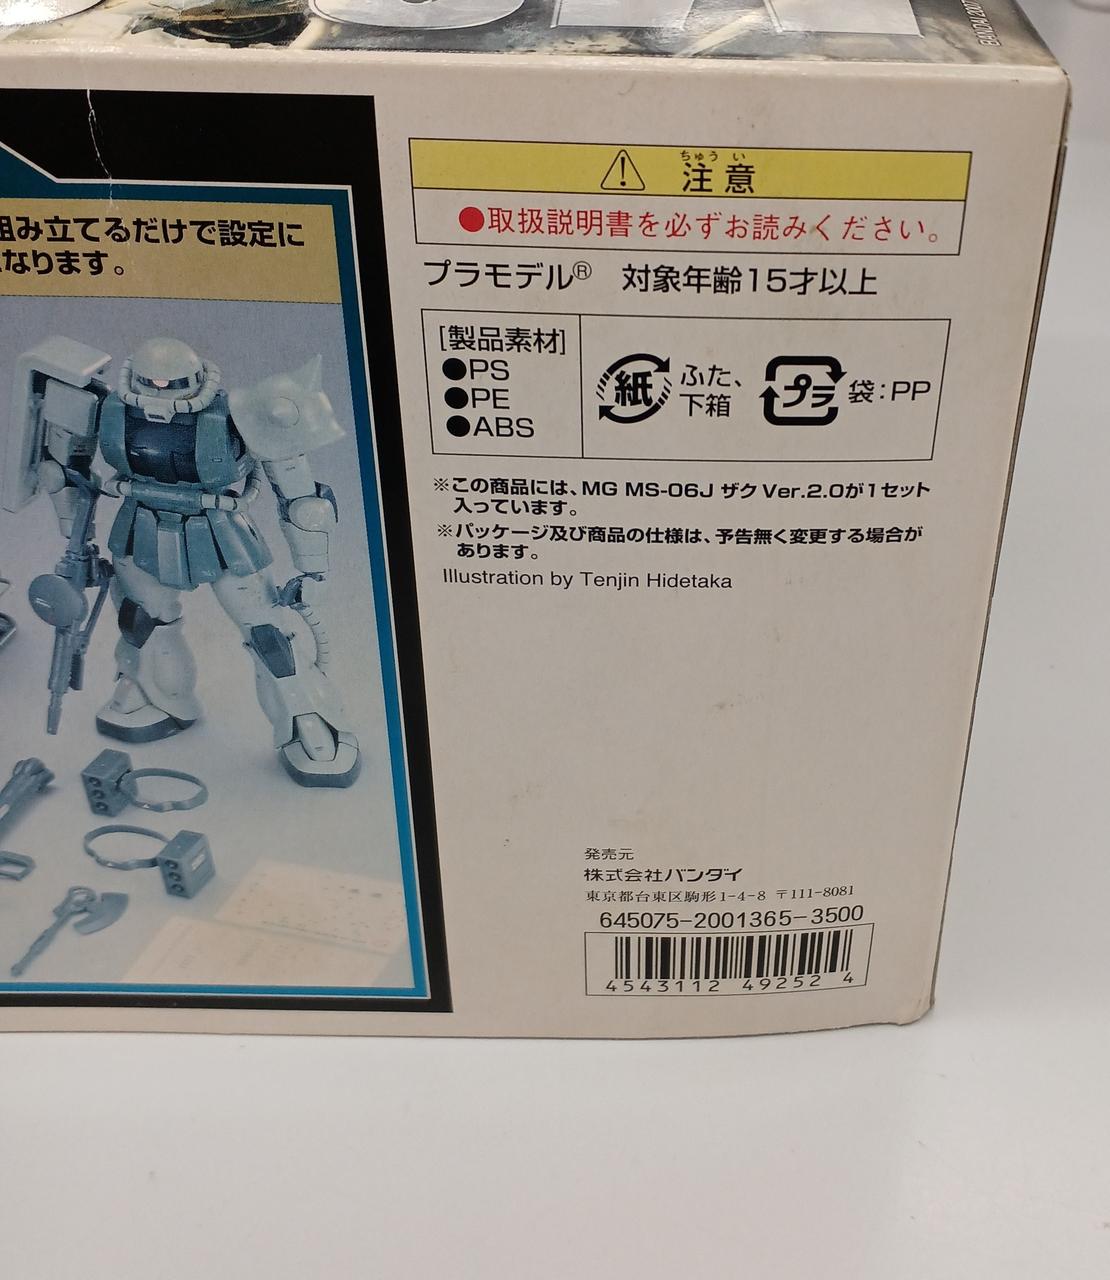 組み立てるだけで設定に
なります。
ちゅう い
注意
●取扱説明書を必ずお読みください。
プラモデル® 対象年齢15才以上
[製品素材]
●PS
●PE
●ABS
紙 ふた、
下箱
プラ 袋:PP
※この商品には、MG MS-06J ザク Ver.2.0が1セット
入っています。
※パッケージ及び商品の仕様は、予告無く変更する場合が
あります。
Illustration by Tenjin Hidetaka
発売元
株式会社バンダイ
東京都台東区駒形1-4-8 〒111-8081
645075-2001365-3500
4543112 49252 4